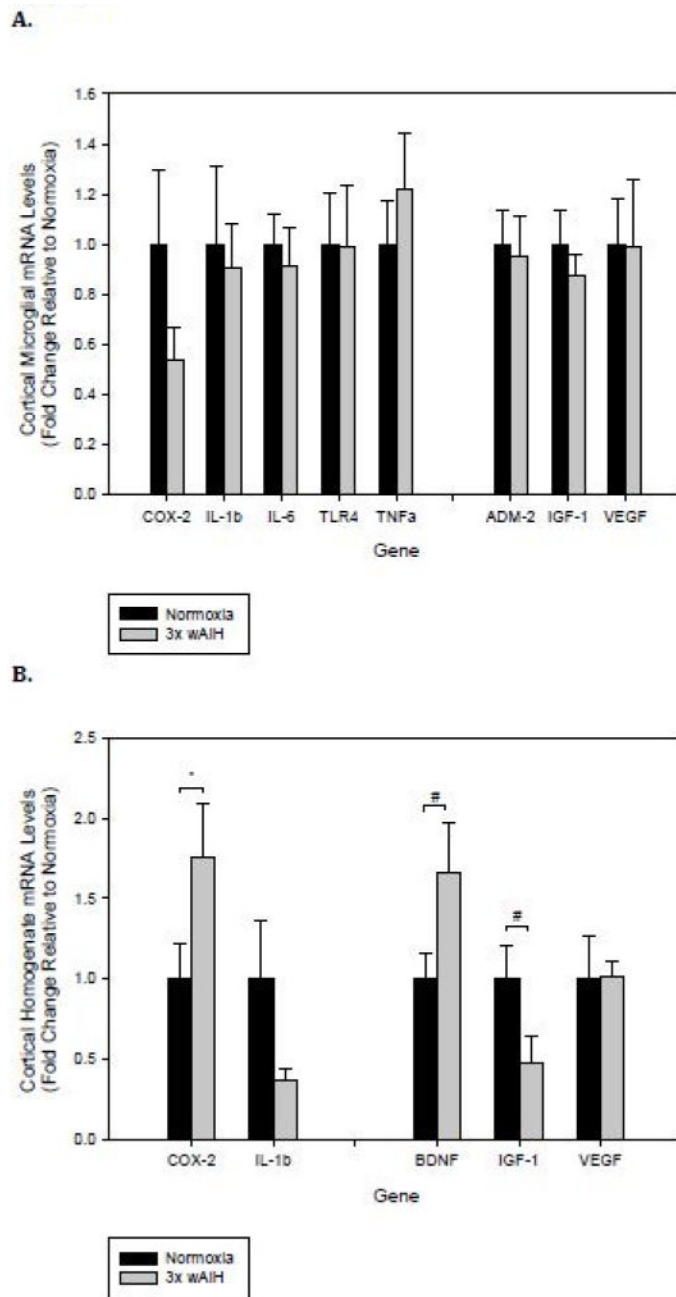 A.
Cortical Microglial mRNA Levels
(Fold Change Relative to Normoxia)
1.6
1.4
1.2
1.0
0.8
0.6
0.4
0.2
0.0
COX-2 IL-1b IL-6 TLR4 TNFa ADM-2 IGF-1 VEGF
Gene
Normoxia
3x wAIH
B.
Cortical Homogenate mRNA Levels
(Fold Change Relative to Normoxia)
2.5
2.0
1.5
1.0
0.5
0.0
*
#
#
COX-2 IL-1b BDNF IGF-1 VEGF
Gene
Normoxia
3x wAIH